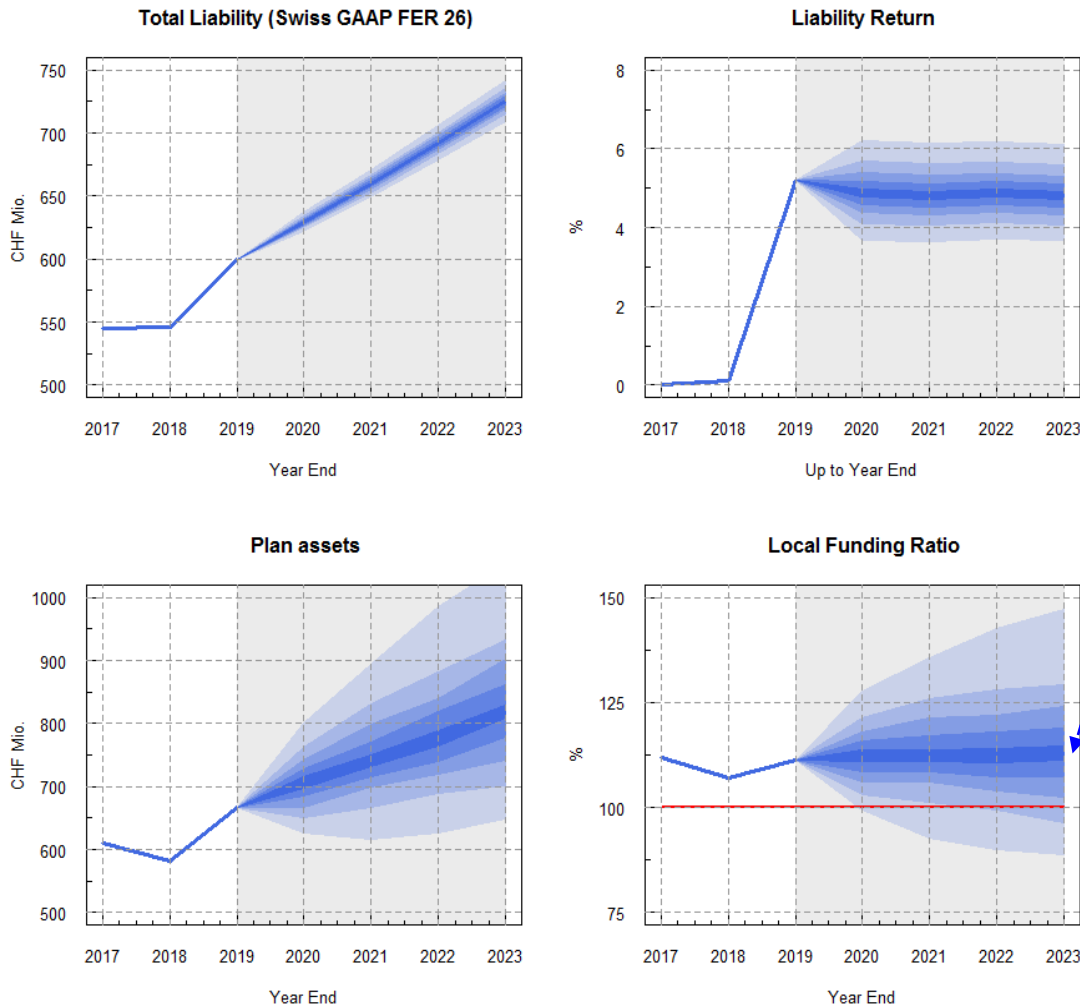 Total Liability (Swiss GAAP FER 26)
CHF Mio.
750
700
650
600
550
500
2017 2018 2019 2020 2021 2022 2023
Year End
Liability Return
%
8
6
4
2
0
2017 2018 2019 2020 2021 2022 2023
Up to Year End
Plan assets
CHF Mio.
1000
900
800
700
600
500
2017 2018 2019 2020 2021 2022 2023
Year End
Local Funding Ratio
%
150
125
100
75
2017 2018 2019 2020 2021 2022 2023
Year End